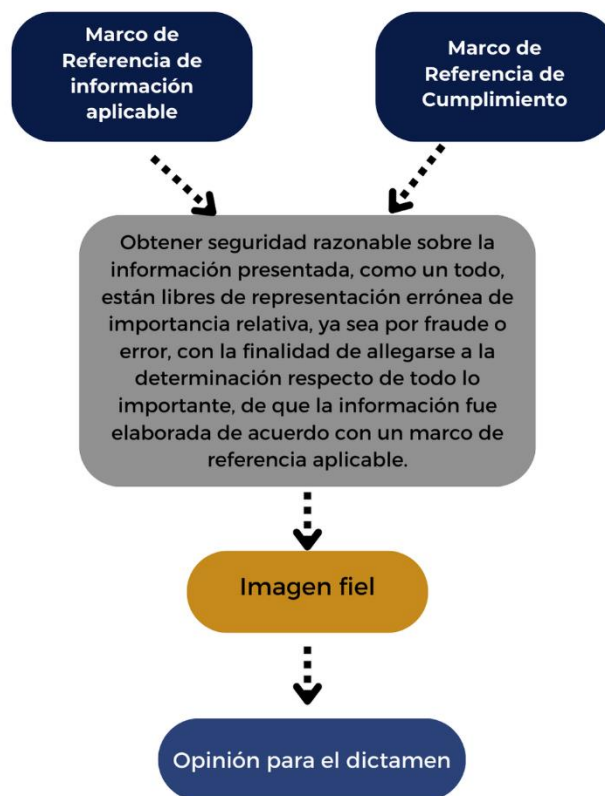 Marco de
Referencia de
información
aplicable
Marco de
Referencia de
Cumplimiento
Obtener seguridad razonable sobre la
información presentada, como un todo,
están libres de representación errónea de
importancia relativa, ya sea por fraude o
error, con la finalidad de allegarse a la
determinación respecto de todo lo
importante, de que la información fue
elaborada de acuerdo con un marco de
referencia aplicable.
Imagen fiel
Opinión para el dictamen